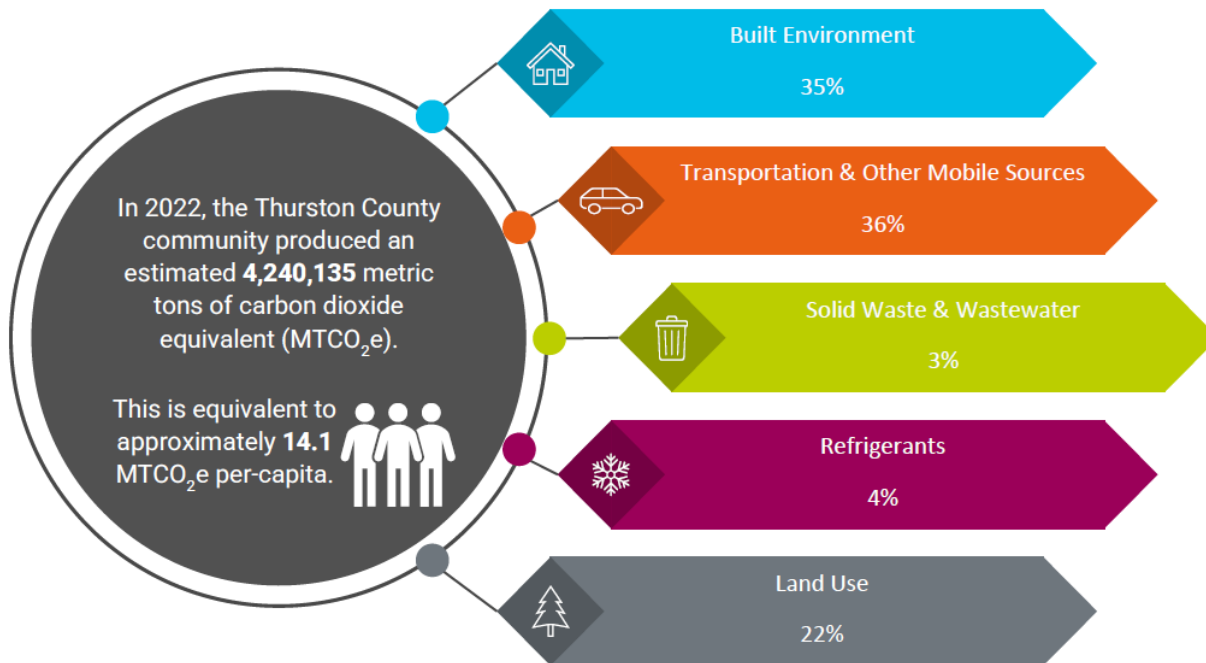 In 2022, the Thurston County
community produced an
estimated 4,240,135 metric
tons of carbon dioxide
equivalent (MTCO₂e).
This is equivalent to
approximately 14.1
MTCO₂e per-capita.
Built Environment
35%
Transportation & Other Mobile Sources
36%
Solid Waste & Wastewater
3%
Refrigerants
4%
Land Use
22%